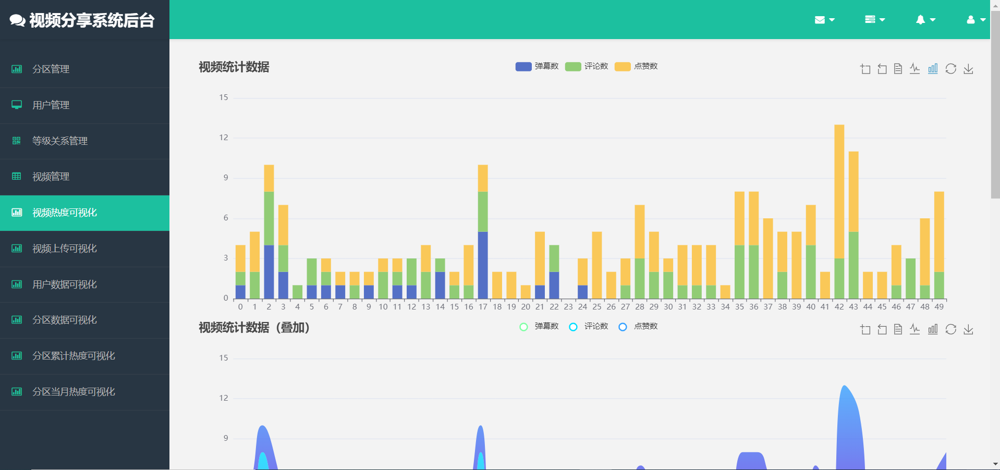 视频分享系统后台
分区管理
用户管理
等级关系管理
视频管理
视频热度可视化
视频上传可视化
用户数据可视化
分区数据可视化
分区累计热度可视化
分区当月热度可视化
视频统计数据
弹幕数 评论数 点赞数
15
12
9
6
3
0
0 1 2 3 4 5 6 7 8 9 10 11 12 13 14 15 16 17 18 19 20 21 22 23 24 25 26 27 28 29 30 31 32 33 34 35 36 37 38 39 40 41 42 43 44 45 46 47 48 49
视频统计数据（叠加）
弹幕数 评论数 点赞数
15
12
9